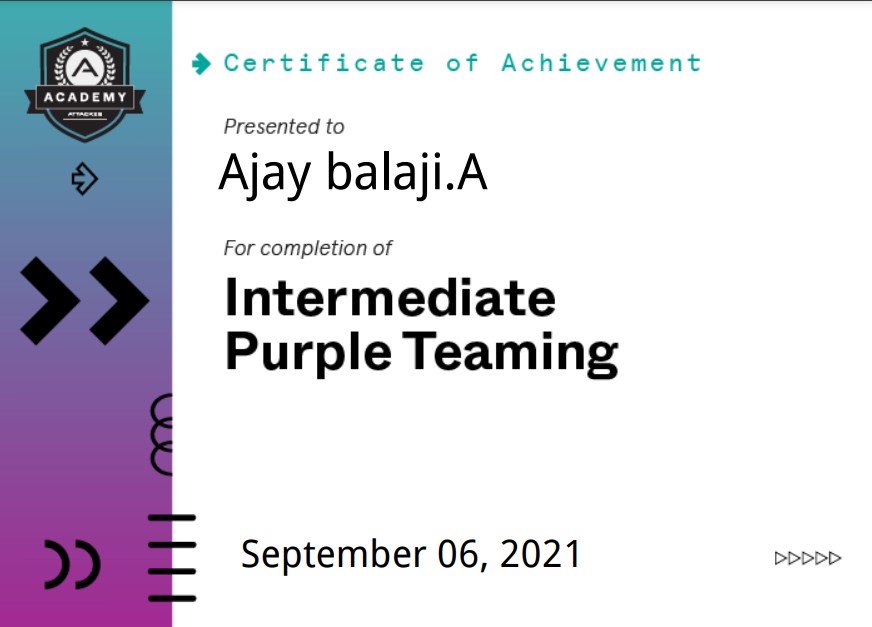 ACADEMY
ATTACKIQ
Certificate of Achievement
Presented to
Ajay balaji.A
For completion of
Intermediate
Purple Teaming
September 06, 2021